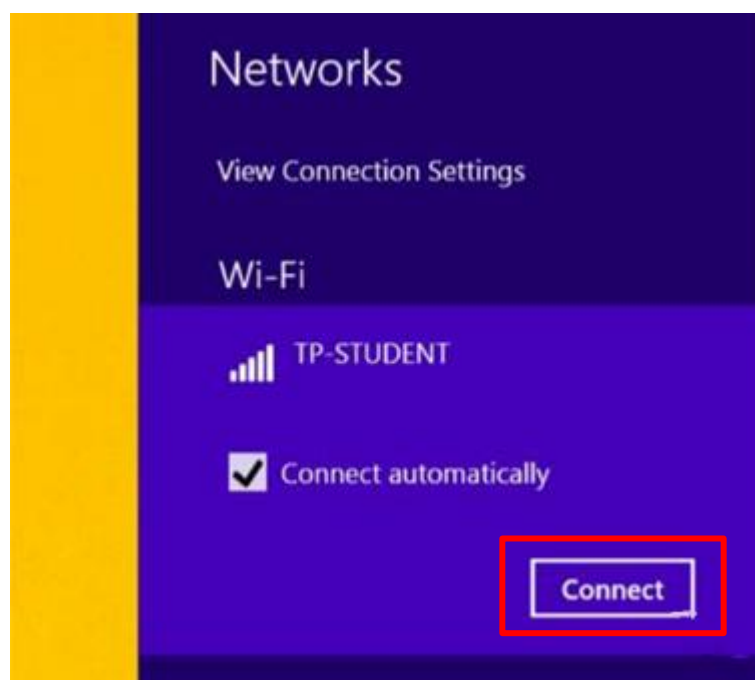 Networks
View Connection Settings
Wi-Fi
TP-STUDENT
Connect automatically
Connect